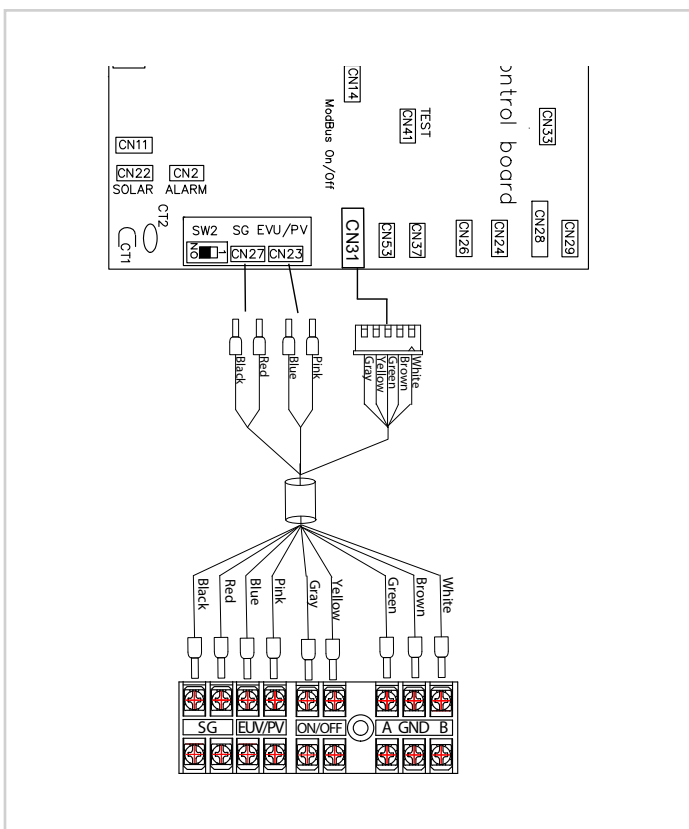 CN14
ModBus On/Off
CN41
TEST
ontrol board
CN33
CN11
CN22
SOLAR
CN2
ALARM
CT2
CT1
SW2 SG EVU/PV
ON 1
CN27
CN23
CN31
CN53
CN37
CN26
CN24
CN28
CN29
Black
Red
Blue
Pink
Gray
Yellow
Green
Brown
White
Black
Red
Blue
Pink
Gray
Yellow
Green
Brown
White
SG EUV/PV ON/OFF A GND B